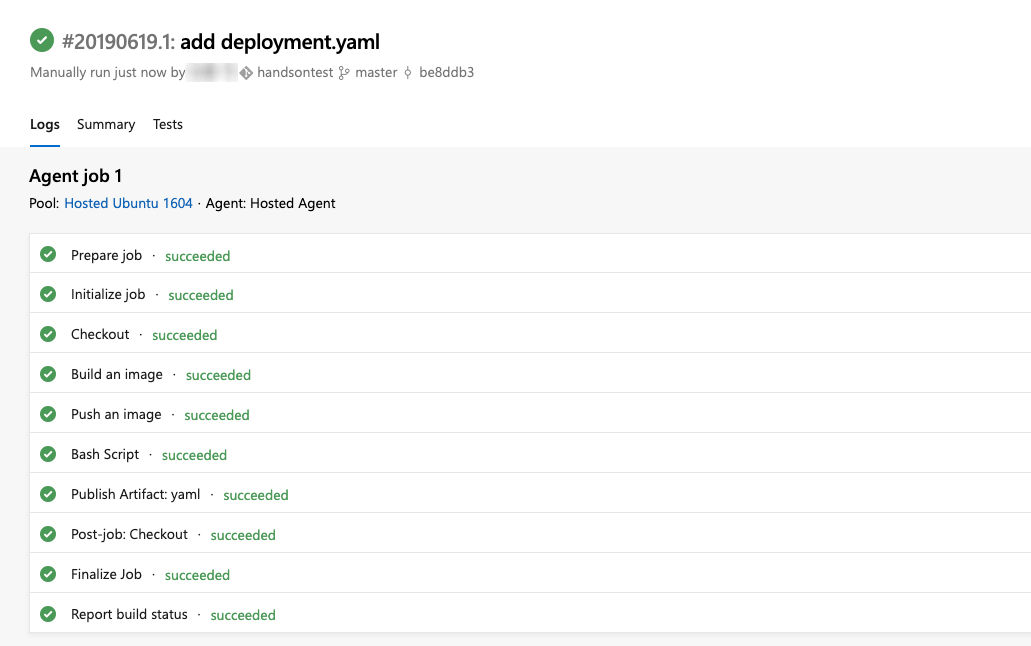 #20190619.1: add deployment.yaml
Manually run just now by handsontest master be8ddb3
Logs Summary Tests
Agent job 1
Pool: Hosted Ubuntu 1604 · Agent: Hosted Agent
Prepare job · succeeded
Initialize job · succeeded
Checkout · succeeded
Build an image · succeeded
Push an image · succeeded
Bash Script · succeeded
Publish Artifact: yaml · succeeded
Post-job: Checkout · succeeded
Finalize Job · succeeded
Report build status · succeeded